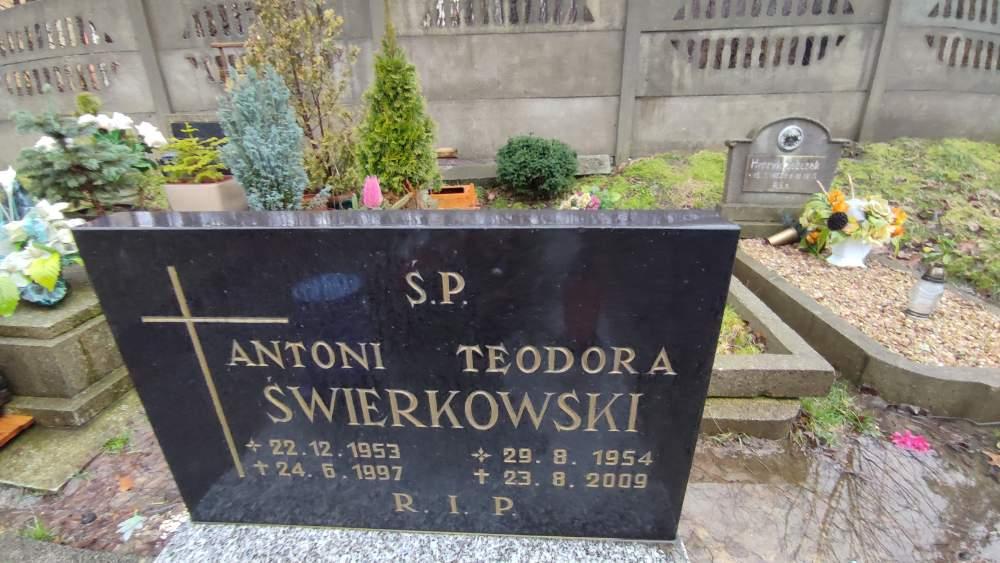 Ś.P.
ANTONI TEODORA
ŚWIERKOWSKI
22.12.1953 29.8.1954
24.6.1997 23.8.2009
R.I.P.